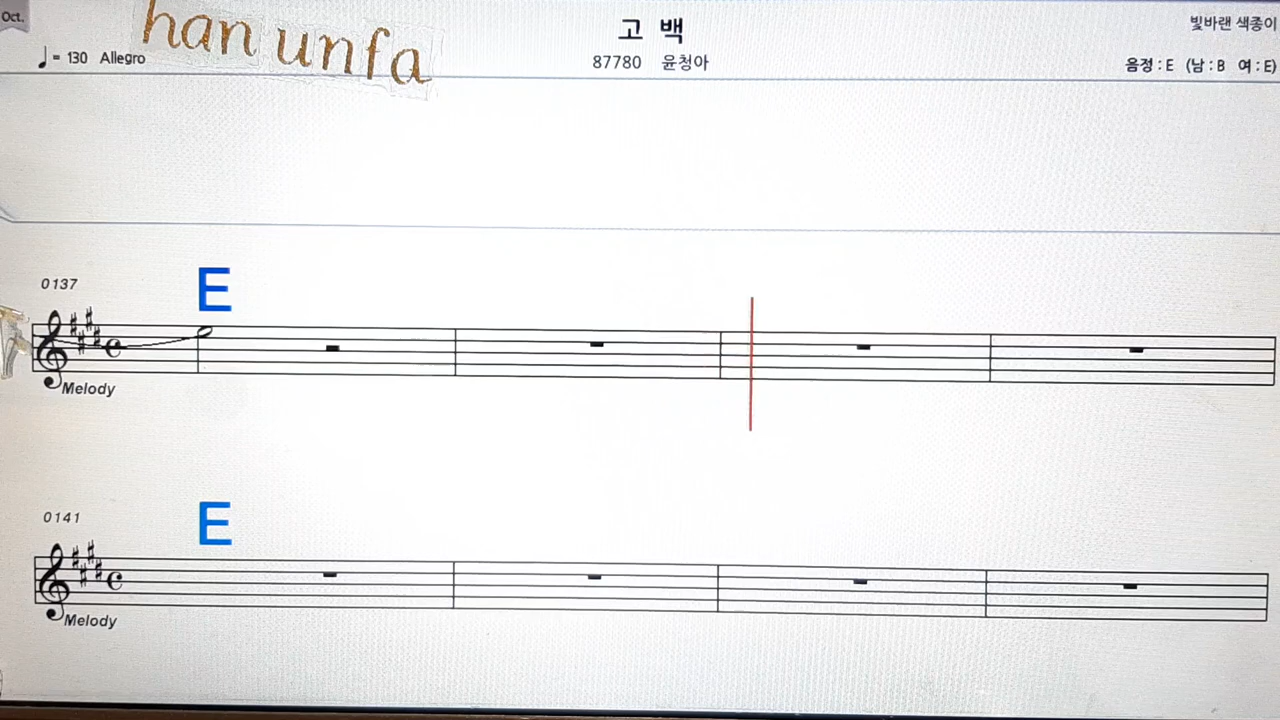 Oct.
han unfa
고 백
빛바랜 색종이
♩= 130 Allegro
87780 윤청아
음정 : E (남 : B 여 : E)
0137
E
Melody
0141
E
Melody